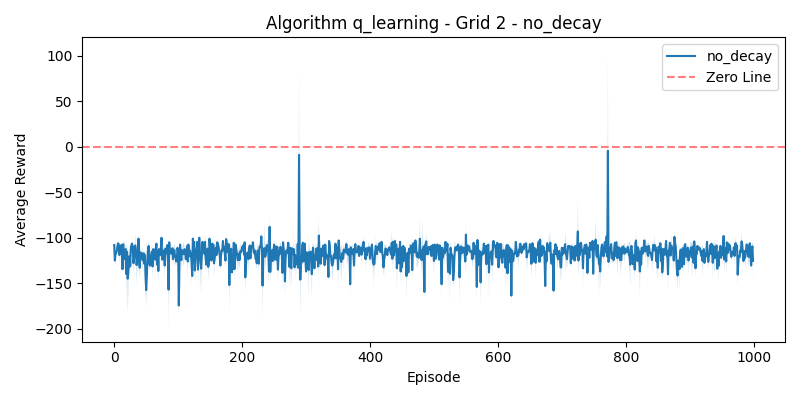 Algorithm q_learning - Grid 2 - no_decay
no_decay
Zero Line
Average Reward
100
50
0
−50
−100
−150
−200
0
200
400
600
800
1000
Episode